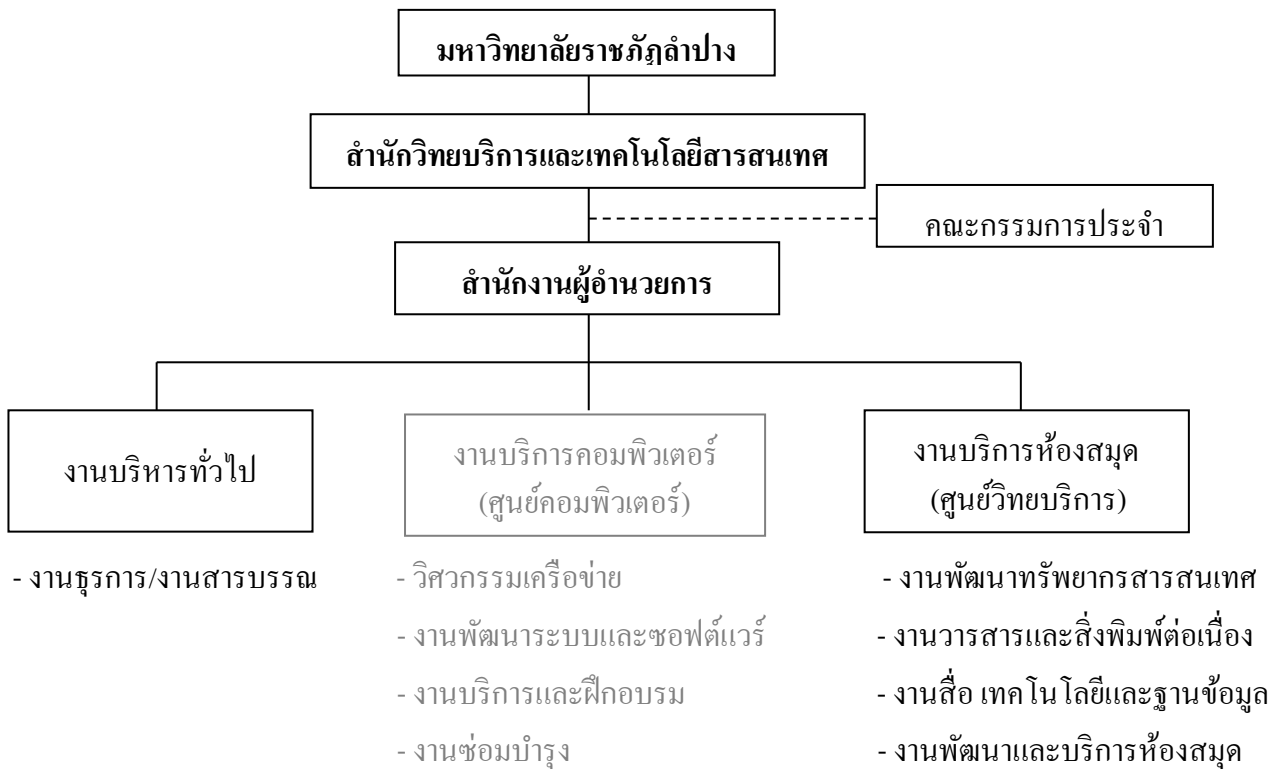 มหาวิทยาลัยราชภัฏลำปาง
สำนักวิทยบริการและเทคโนโลยีสารสนเทศ
คณะกรรมการประจำ
สำนักงานผู้อำนวยการ
งานบริหารทั่วไป
- งานธุรการ/งานสารบรรณ
งานบริการคอมพิวเตอร์
(ศูนย์คอมพิวเตอร์)
- วิศวกรรมเครือข่าย
- งานพัฒนาระบบและซอฟต์แวร์
- งานบริการและฝึกอบรม
- งานซ่อมบำรุง
งานบริการห้องสมุด
(ศูนย์วิทยบริการ)
- งานพัฒนาทรัพยากรสารสนเทศ
- งานวารสารและสิ่งพิมพ์ต่อเนื่อง
- งานสื่อ เทคโนโลยีและฐานข้อมูล
- งานพัฒนาและบริการห้องสมุด